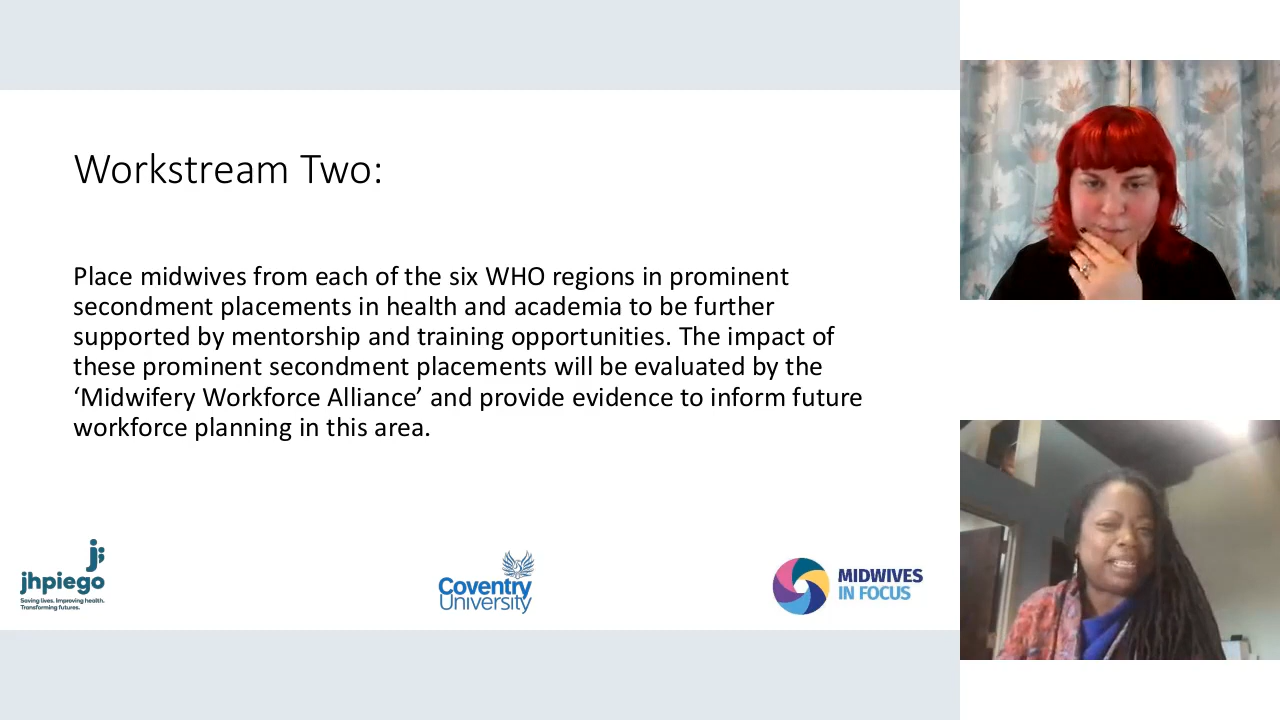 Workstream Two:
Place midwives from each of the six WHO regions in prominent
secondment placements in health and academia to be further
supported by mentorship and training opportunities. The impact of
these prominent secondment placements will be evaluated by the
‘Midwifery Workforce Alliance’ and provide evidence to inform future
workforce planning in this area.
jhpiego
Saving lives. Improving health.
Transforming futures.
Coventry
University
MIDWIVES
IN FOCUS